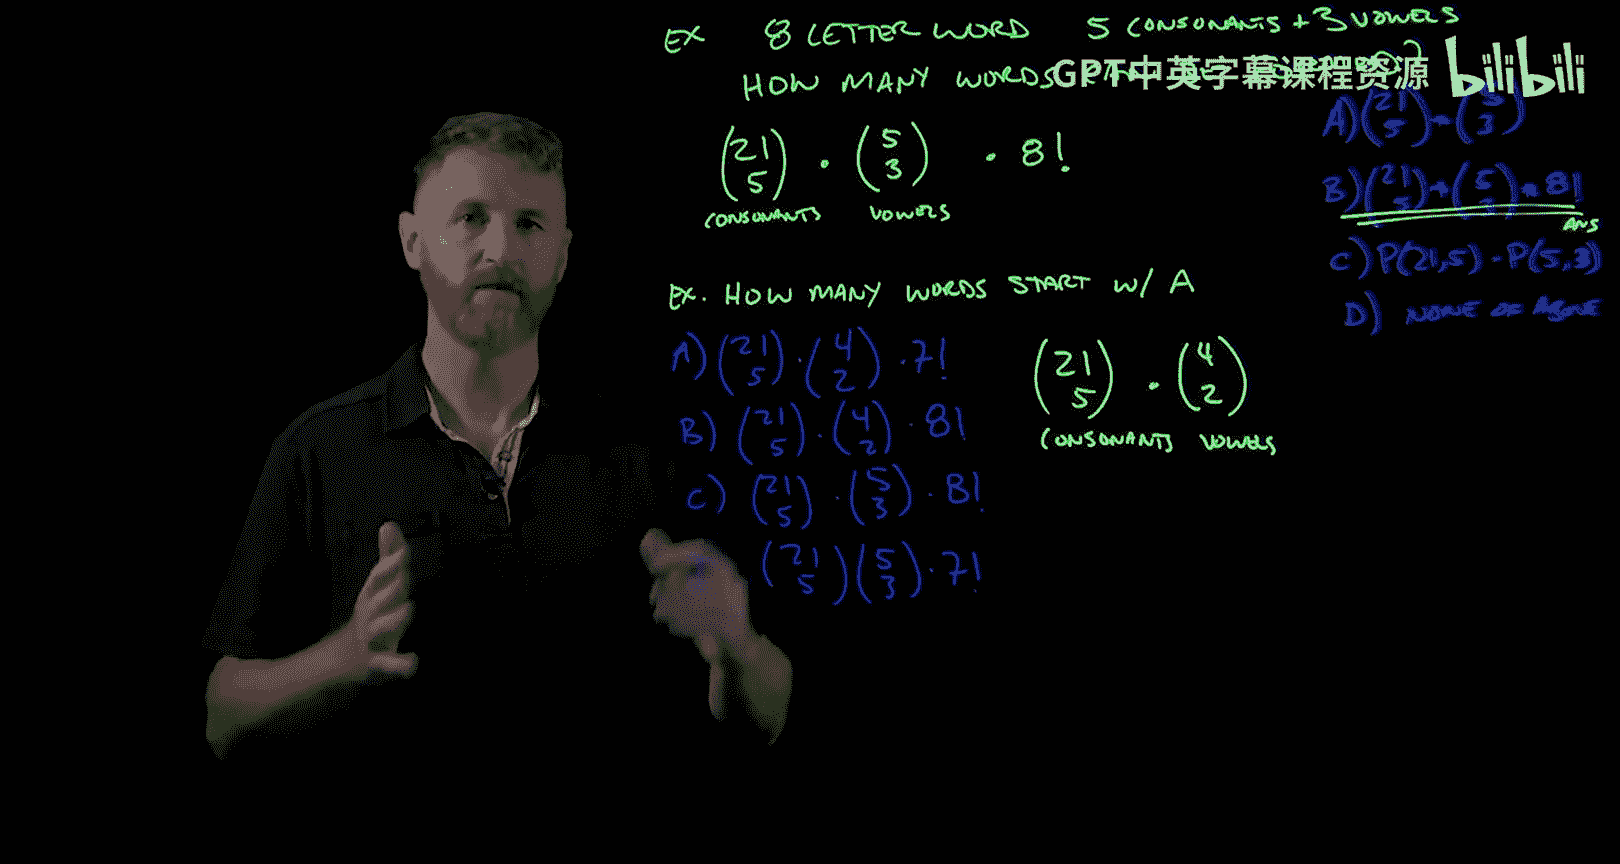 EX 8 LETTER WORD 5 CONSONANTS + 3 VOWELS
HOW MANY WORDS
GPT中英字幕课程资源 bilibili
(21 5) · (5 3) · 8!
CONSONANTS VOWELS
A) (21 5) + (5 3)
B) (21 5) + (5 3) · 8!
ANS
C) P(21,5) · P(5,3)
D) NONE OF ABOVE
EX. HOW MANY WORDS START W/ A
A) (21 5) · (4 2) · 7!
B) (21 5) · (4 2) · 8!
C) (21 5) · (5 3) · 8!
(21 5) (5 3) · 7!
(21 5) · (4 2)
CONSONANTS VOWELS